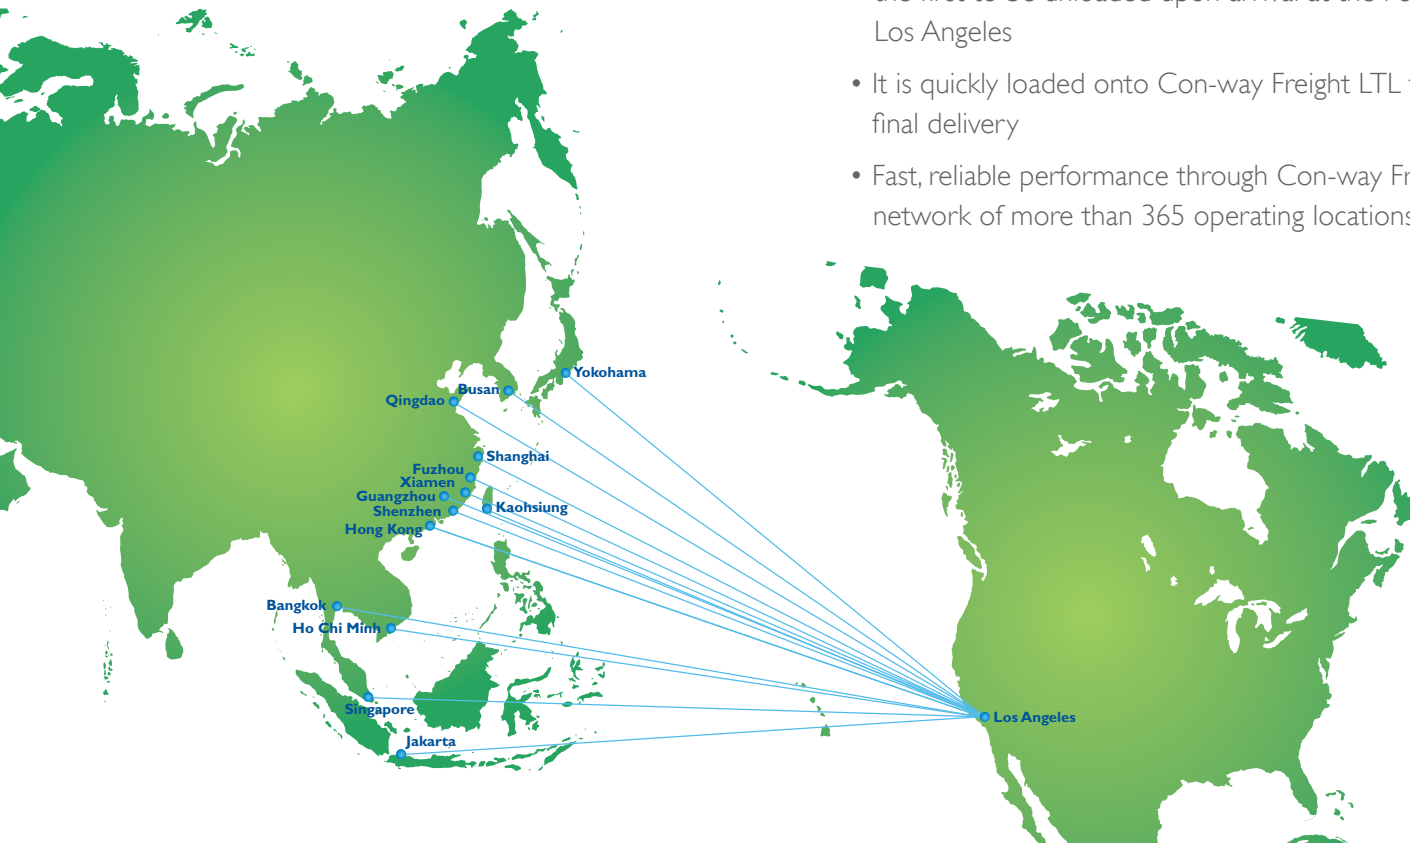 Los Angeles
• It is quickly loaded onto Con-way Freight LTL
final delivery
• Fast, reliable performance through Con-way
network of more than 365 operating locations
Yokohama
Busan
Qingdao
Shanghai
Fuzhou
Xiamen
Guangzhou
Kaohsiung
Shenzhen
Hong Kong
Bangkok
Ho Chi Minh
Singapore
Los Angeles
Jakarta